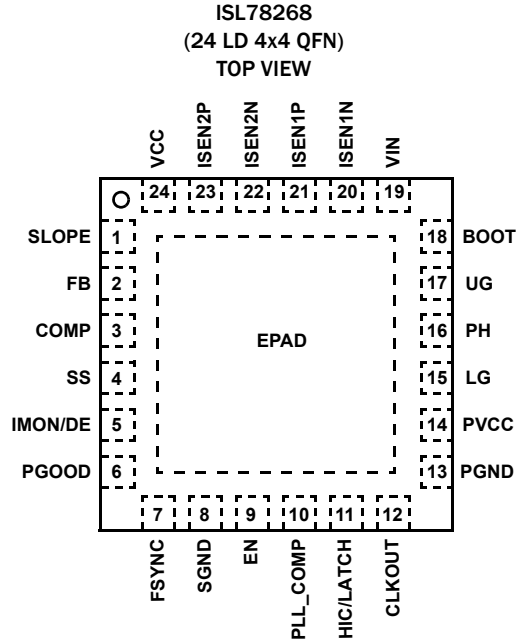 ISL78268
(24 LD 4x4 QFN)
TOP VIEW
VCC
ISEN2P
ISEN2N
ISEN1P
ISEN1N
VIN
24 23 22 21 20 19
SLOPE 1
18 BOOT
FB 2
17 UG
COMP 3
16 PH
EPAD
SS 4
15 LG
IMON/DE 5
14 PVCC
PGOOD 6
13 PGND
7 8 9 10 11 12
FSYNC
SGND
EN
PLL_COMP
HIC/LATCH
CLKOUT